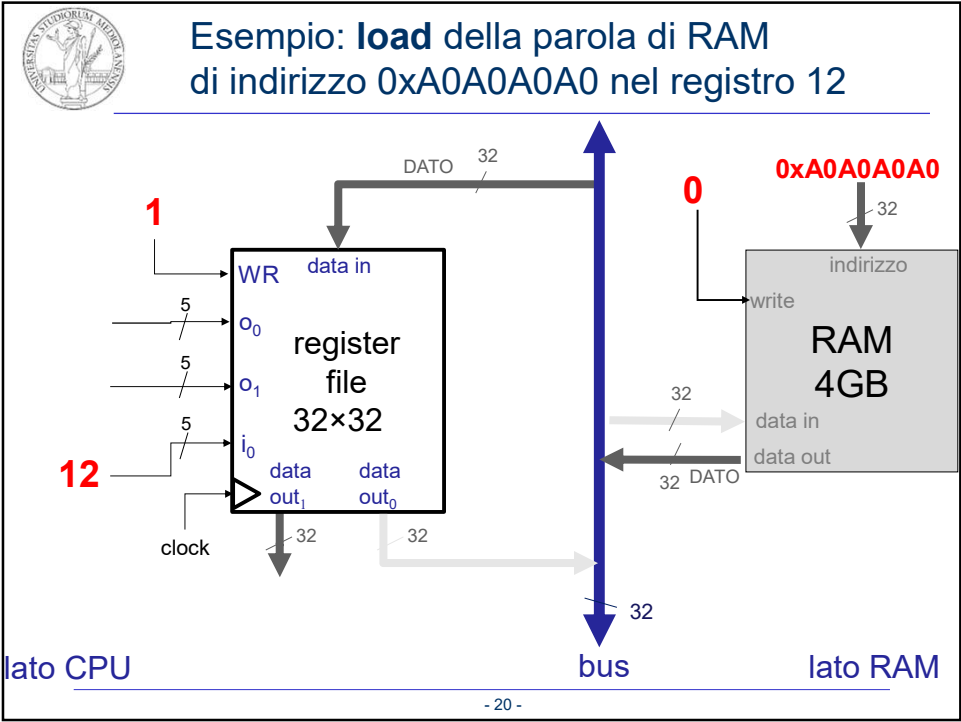 UNIVERSITAS STUDIORUM MEDIOLANENSIS
Esempio: load della parola di RAM
di indirizzo 0xA0A0A0A0 nel registro 12
DATO
32
1
0
0xA0A0A0A0
32
WR
data in
indirizzo
write
5
o0
5
o1
5
i0
12
register
file
32×32
RAM
4GB
32
data in
data out
32
DATO
data
out1
data
out0
clock
32
32
32
lato CPU
bus
lato RAM
- 20 -